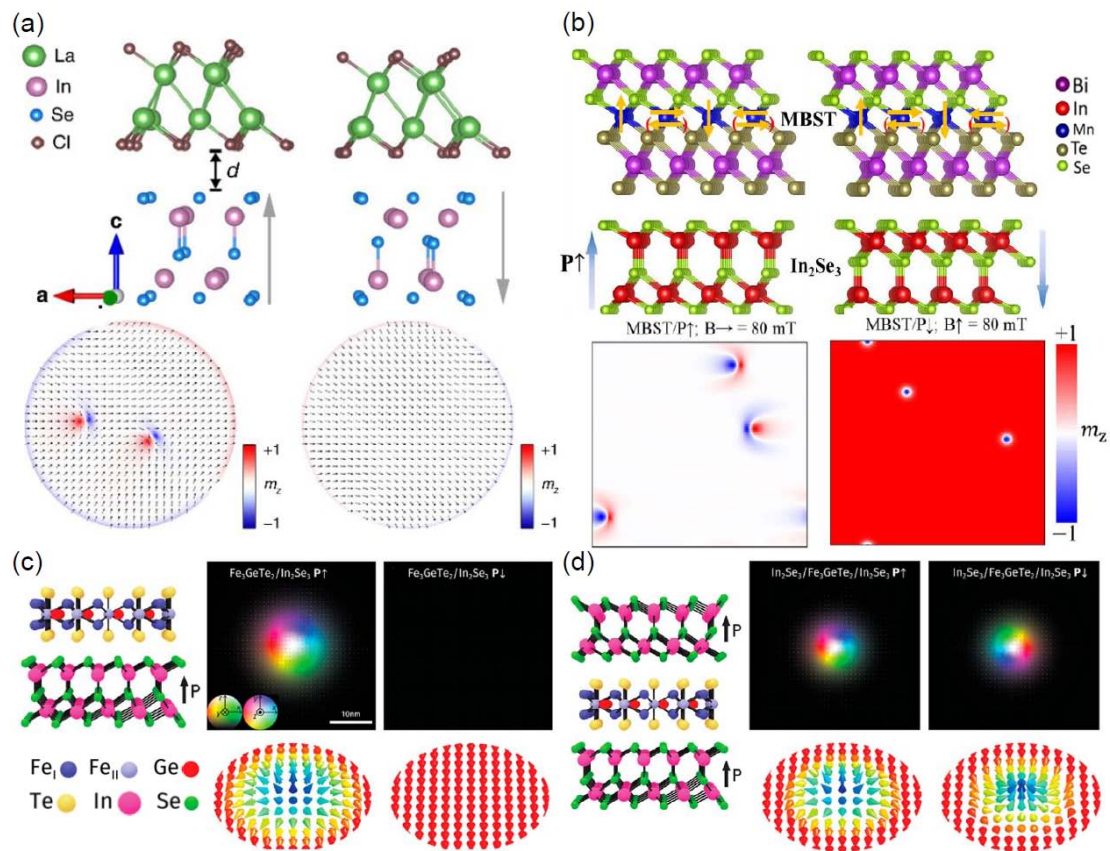 (a)
La
In
Se
Cl
d
c
a
+1
m_z
−1
+1
m_z
−1
(b)
MBST
Bi
In
Mn
Te
Se
P↑
In₂Se₃
MBST/P↑; B→ = 80 mT
MBST/P↓; B↑ = 80 mT
+1
m_z
-1
(c)
P
Fe₃GeTe₂/In₂Se₃ P↑
Fe₃GeTe₂/In₂Se₃ P↓
10nm
Fe_I
Fe_II
Ge
Te
In
Se
(d)
P
P
In₂Se₃/Fe₃GeTe₂/In₂Se₃ P↑
In₂Se₃/Fe₃GeTe₂/In₂Se₃ P↓